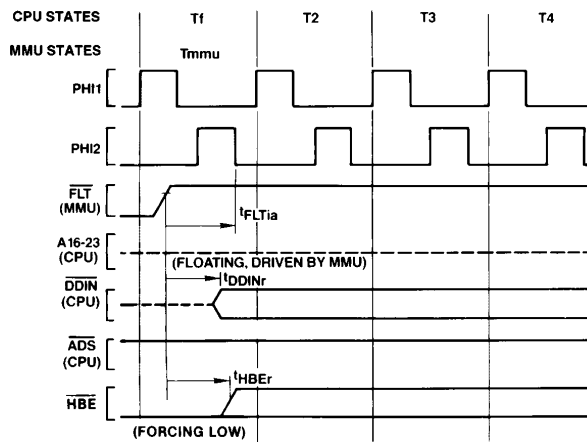 CPU STATES Tf T2 T3 T4
MMU STATES Tmmu
PHI1
PHI2
FLT
(MMU)
tFLTia
A16-23
(CPU)
(FLOATING, DRIVEN BY MMU)
tDDINr
DDIN
(CPU)
ADS
(CPU)
tHBEr
HBE
(FORCING LOW)